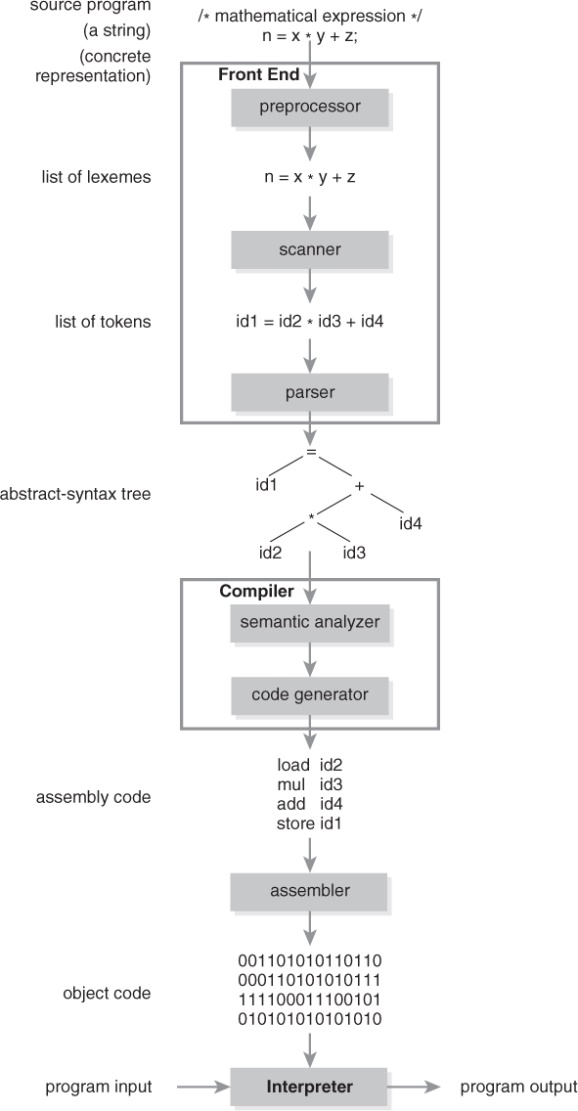 source program
/* mathematical expression */
(a string)
n = x * y + z;
(concrete
representation)
Front End
preprocessor
list of lexemes
n = x * y + z
scanner
list of tokens
id1 = id2 * id3 + id4
parser
=
id1
+
abstract-syntax tree
*
id4
id2
id3
Compiler
semantic analyzer
code generator
load id2
mul id3
assembly code
add id4
store id1
assembler
001101010110110
000110101010111
object code
111100011100101
010101010101010
program input
Interpreter
program output